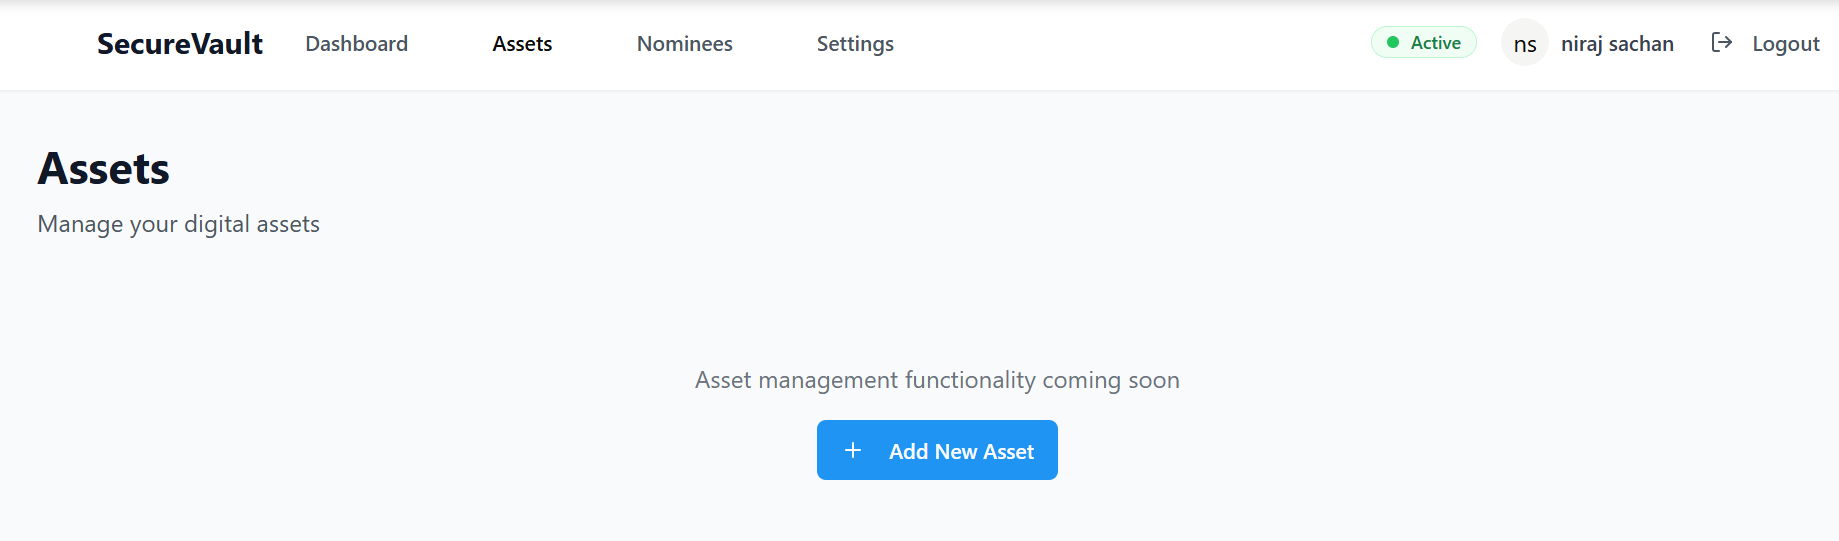 SecureVault Dashboard Assets Nominees Settings Active ns niraj sachan Logout
Assets
Manage your digital assets
Asset management functionality coming soon
+ Add New Asset